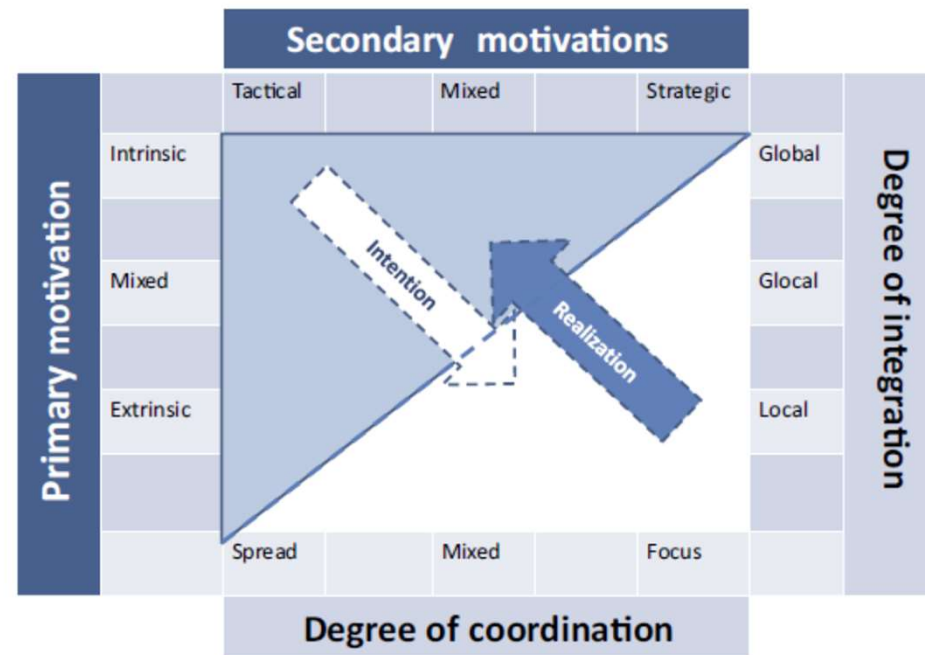 Secondary motivations
Tactical Mixed Strategic
Primary motivation
Intrinsic
Mixed
Extrinsic
Intention
Realization
Global
Glocal
Local
Degree of integration
Spread Mixed Focus
Degree of coordination